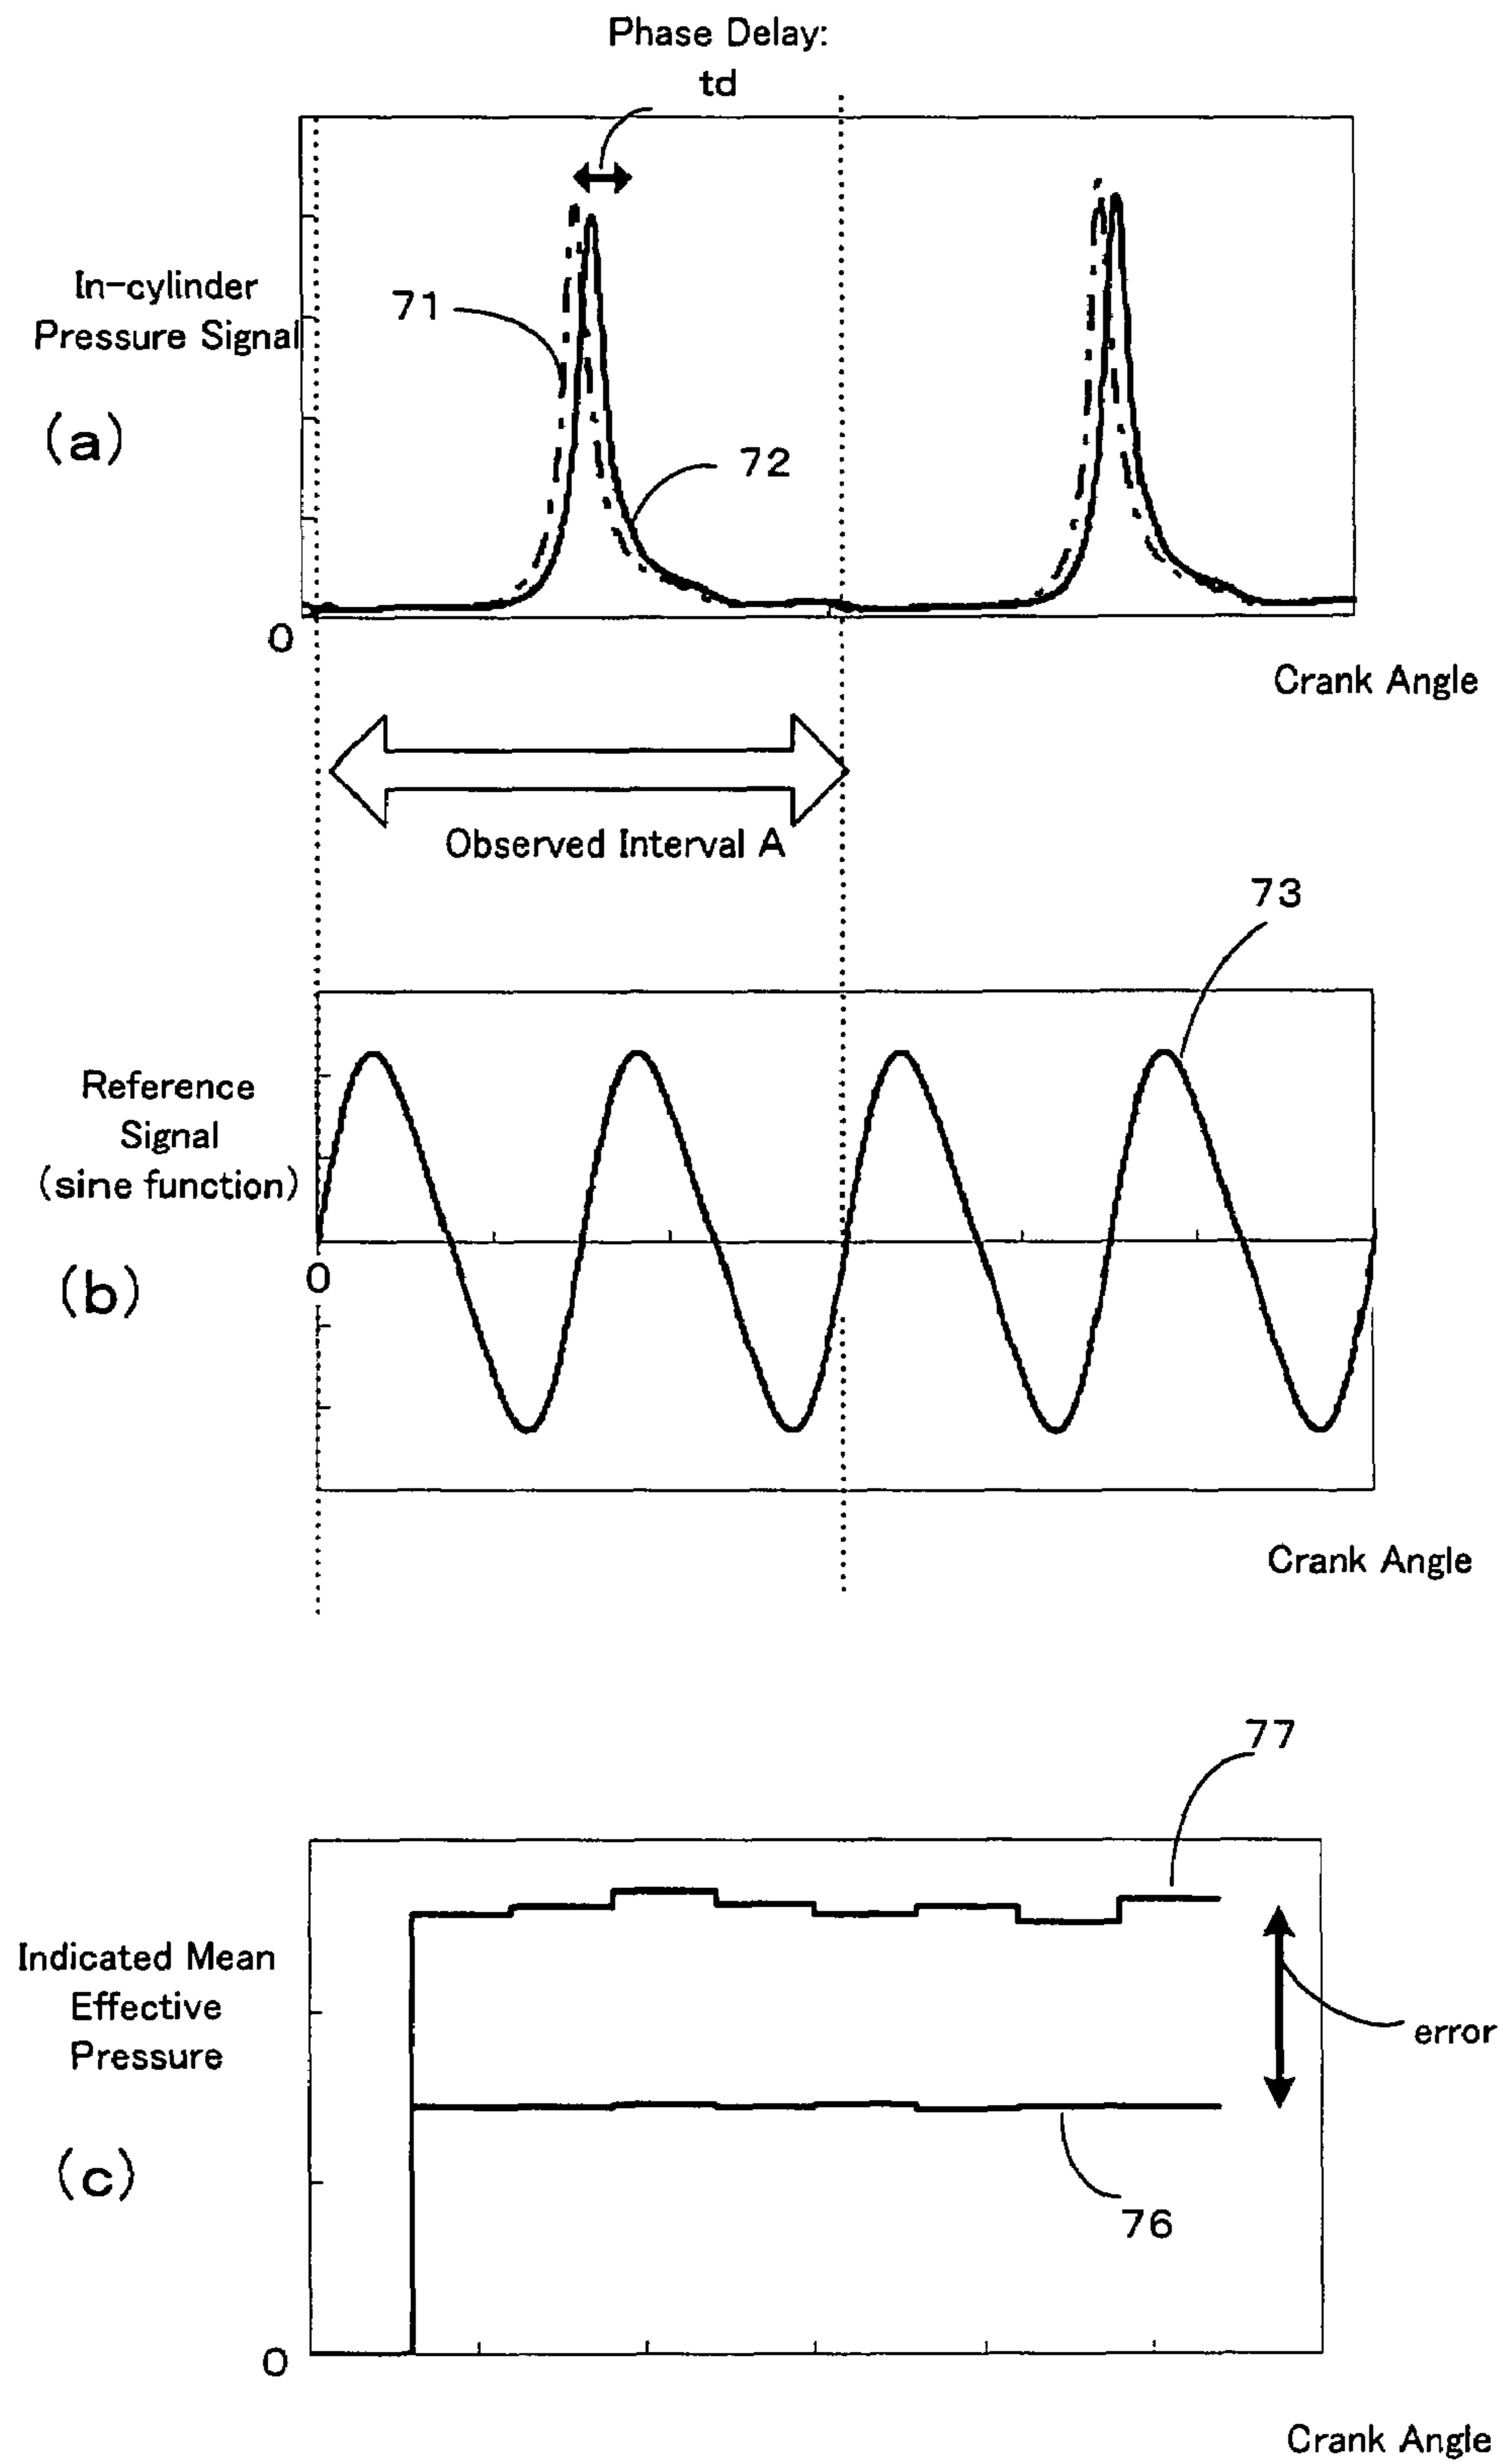 Phase Delay:
td
In-cylinder
Pressure Signal
71
(a)
72
0
Crank Angle
Observed Interval A
73
Reference
Signal
(sine function)
0
(b)
Crank Angle
77
Indicated Mean
Effective
Pressure
error
(c)
76
0
Crank Angle